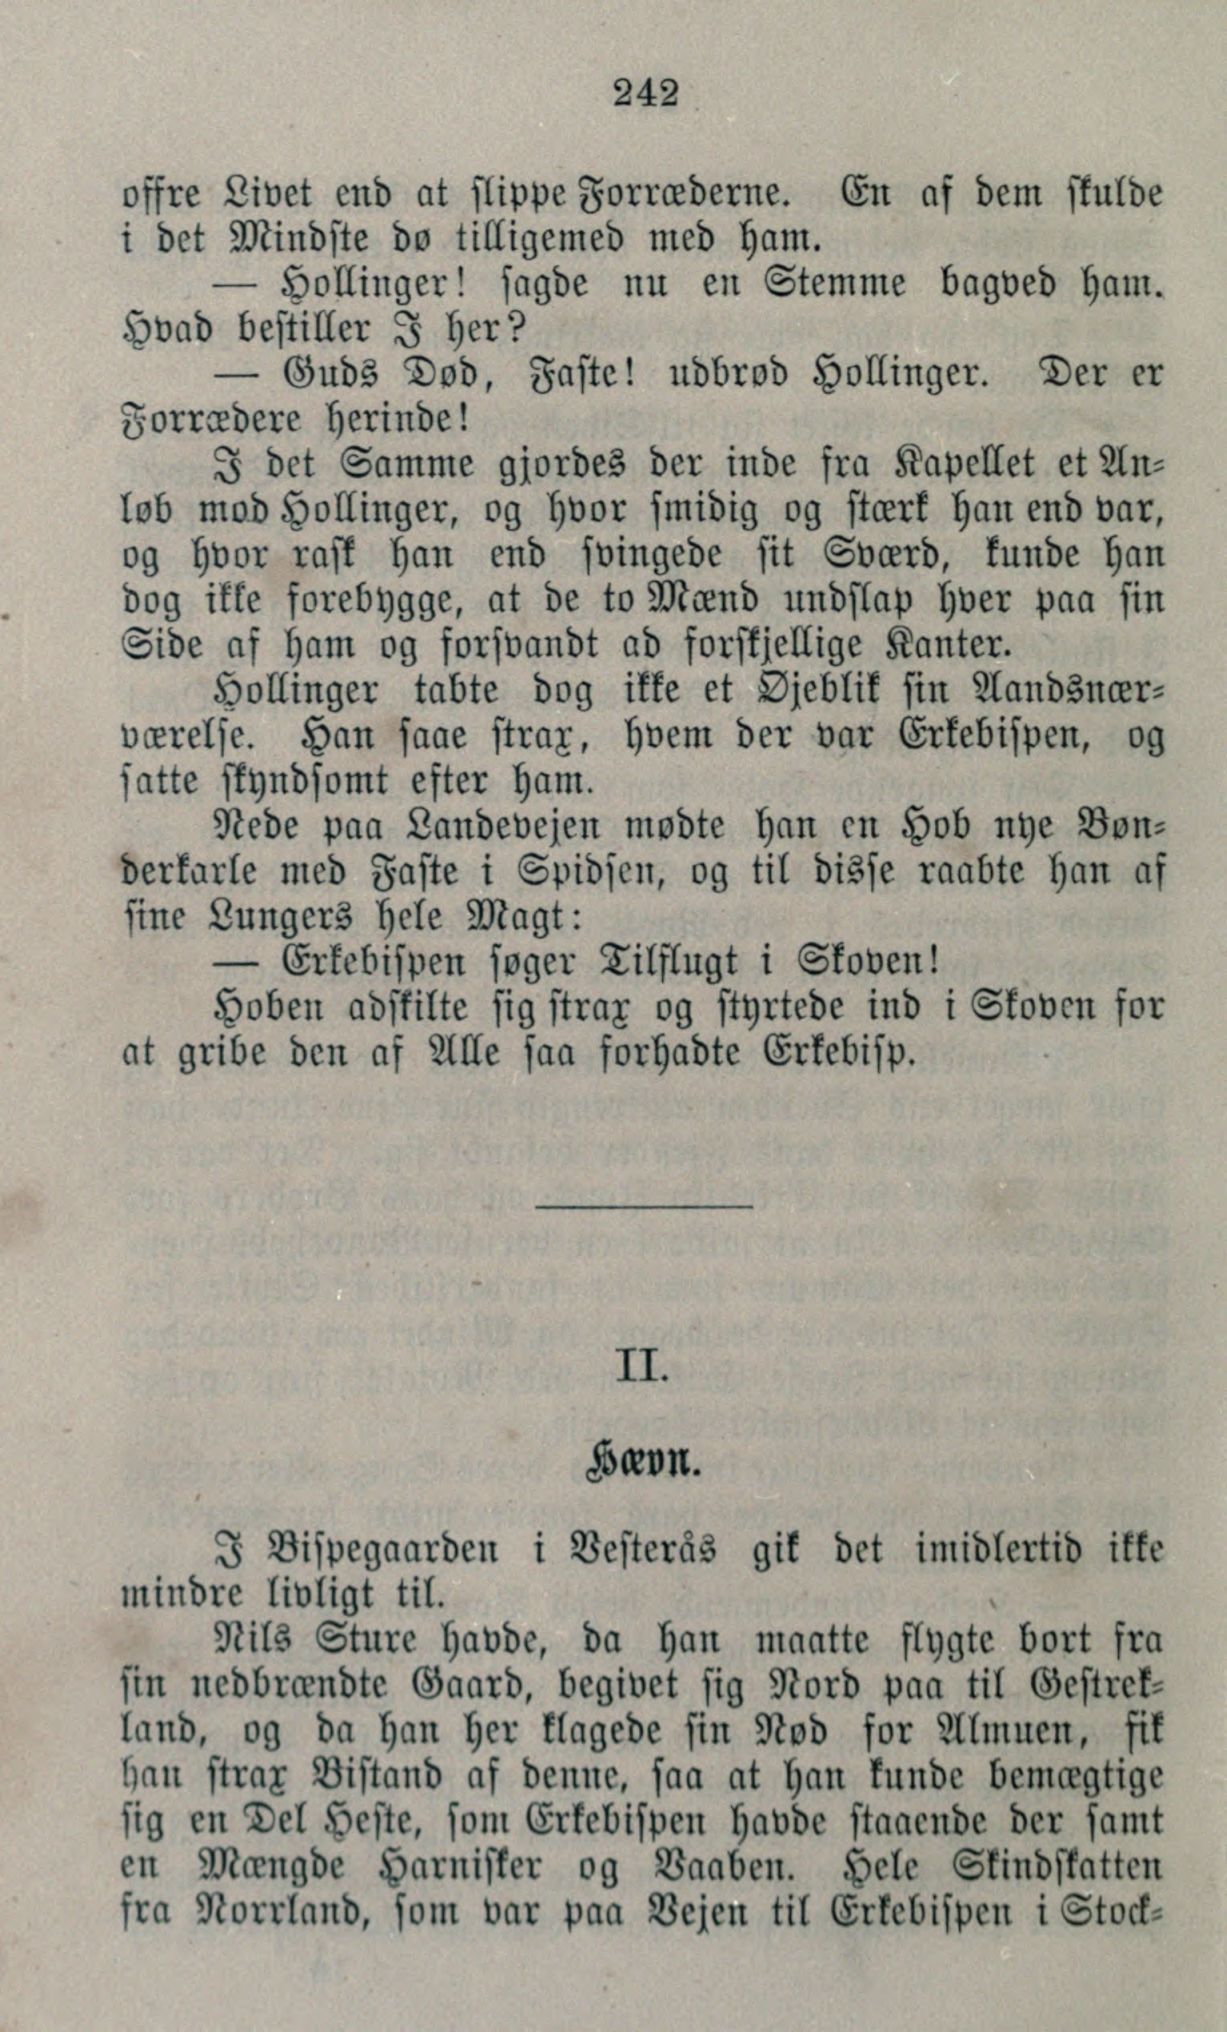 242
offre Livet end at slippe Forræderne. En af dem skulde
i det Mindste dø tilligemed med ham.
— Hollinger! sagde nu en Stemme bagved ham.
Hvad bestiller I her?
— Guds Død, Faste! udbrød Hollinger. Der er
Forrædere herinde!
I det Samme gjordes der inde fra Kapellet et An-
løb mod Hollinger, og hvor smidig og stærk han end var,
og hvor rask han end svingede sit Sværd, kunde han
dog ikke forebygge, at de to Mænd undslap hver paa sin
Side af ham og forsvandt ad forskjellige Kanter.
Hollinger tabte dog ikke et Øjeblik sin Aandsnær-
værelse. Han saae strax, hvem der var Erkebispen, og
satte skyndsomt efter ham.
Nede paa Landevejen mødte han en Hob nye Bøn-
derkarle med Faste i Spidsen, og til disse raabte han af
sine Lungers hele Magt:
— Erkebispen søger Tilflugt i Skoven!
Hoben adskilte sig strax og styrtede ind i Skoven for
at gribe den af Alle saa forhadte Erkebisp.
II.
Hævn.
I Bispegaarden i Vesterås gik det imidlertid ikke
mindre livligt til.
Nils Sture havde, da han maatte flygte bort fra
sin nedbrændte Gaard, begivet sig Nord paa til Gestrek-
land, og da han her klagede sin Nød for Almuen, fik
han strax Bistand af denne, saa at han kunde bemægtige
sig en Del Heste, som Erkebispen havde staaende der samt
en Mængde Harnisker og Vaaben. Hele Skindskatten
fra Norrland, som var paa Vejen til Erkebispen i Stock-